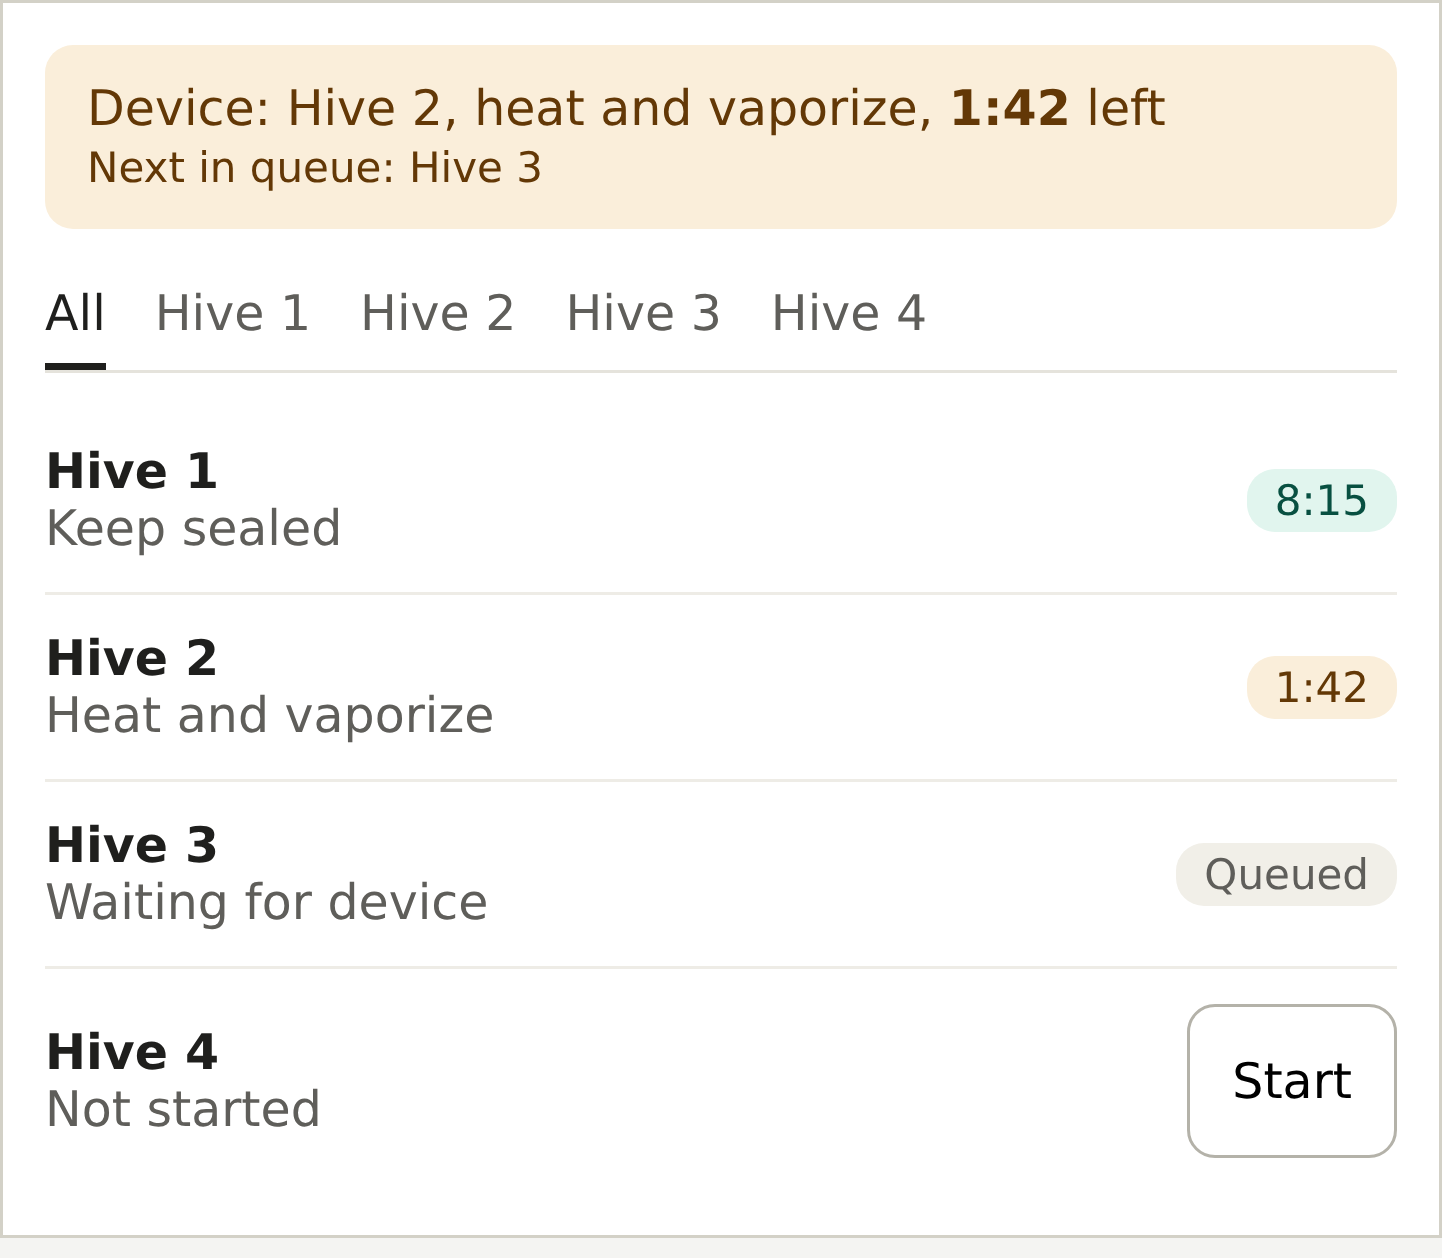 Device: Hive 2, heat and vaporize, 1:42 left
Next in queue: Hive 3
All Hive 1 Hive 2 Hive 3 Hive 4
Hive 1
Keep sealed
8:15
Hive 2
Heat and vaporize
1:42
Hive 3
Waiting for device
Queued
Hive 4
Not started
Start